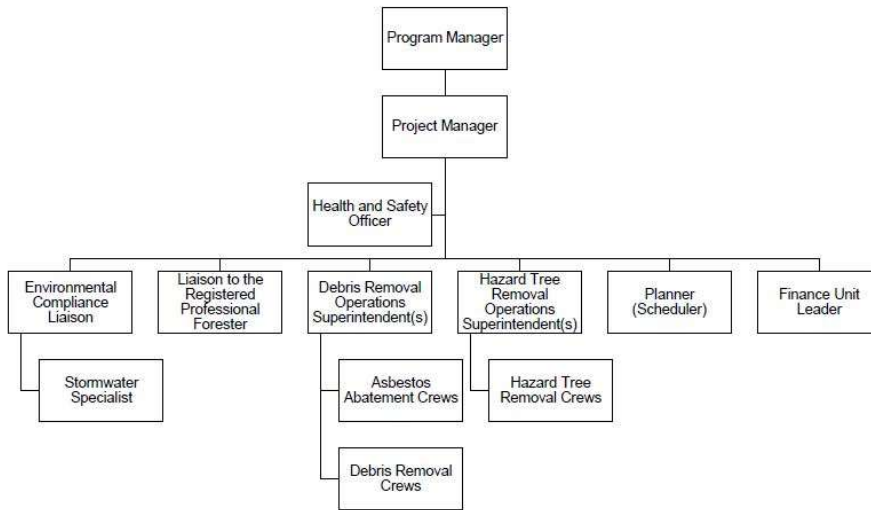 Program Manager
Project Manager
Health and Safety
Officer
Environmental
Compliance
Liaison
Liaison to the
Registered
Professional
Forester
Debris Removal
Operations
Superintendent(s)
Hazard Tree
Removal
Operations
Superintendent(s)
Planner
(Scheduler)
Finance Unit
Leader
Stormwater
Specialist
Asbestos
Abatement Crews
Hazard Tree
Removal Crews
Debris Removal
Crews